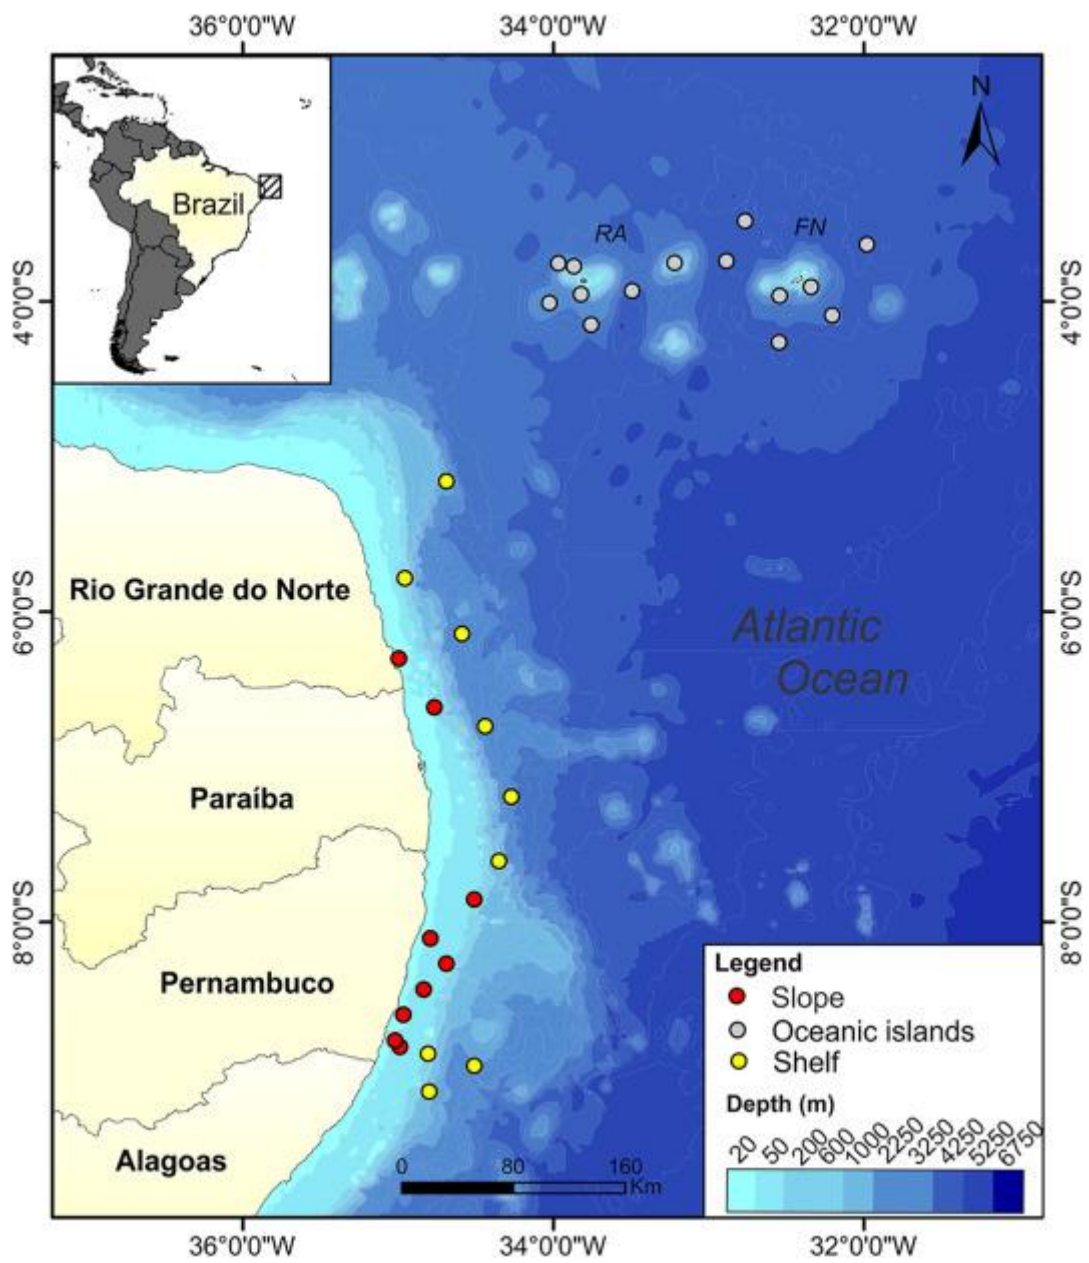 36°0'0"W 34°0'0"W 32°0'0"W
N
Brazil
RA FN
4°0'0"S 4°0'0"S
Rio Grande do Norte
6°0'0"S 6°0'0"S
Atlantic
Ocean
Paraíba
8°0'0"S 8°0'0"S
Pernambuco
Legend
Slope
Oceanic islands
Shelf
Depth (m)
20 50 200 600 1000 2250 3250 4250 5250 6750
Alagoas
0 80 160
Km
36°0'0"W 34°0'0"W 32°0'0"W